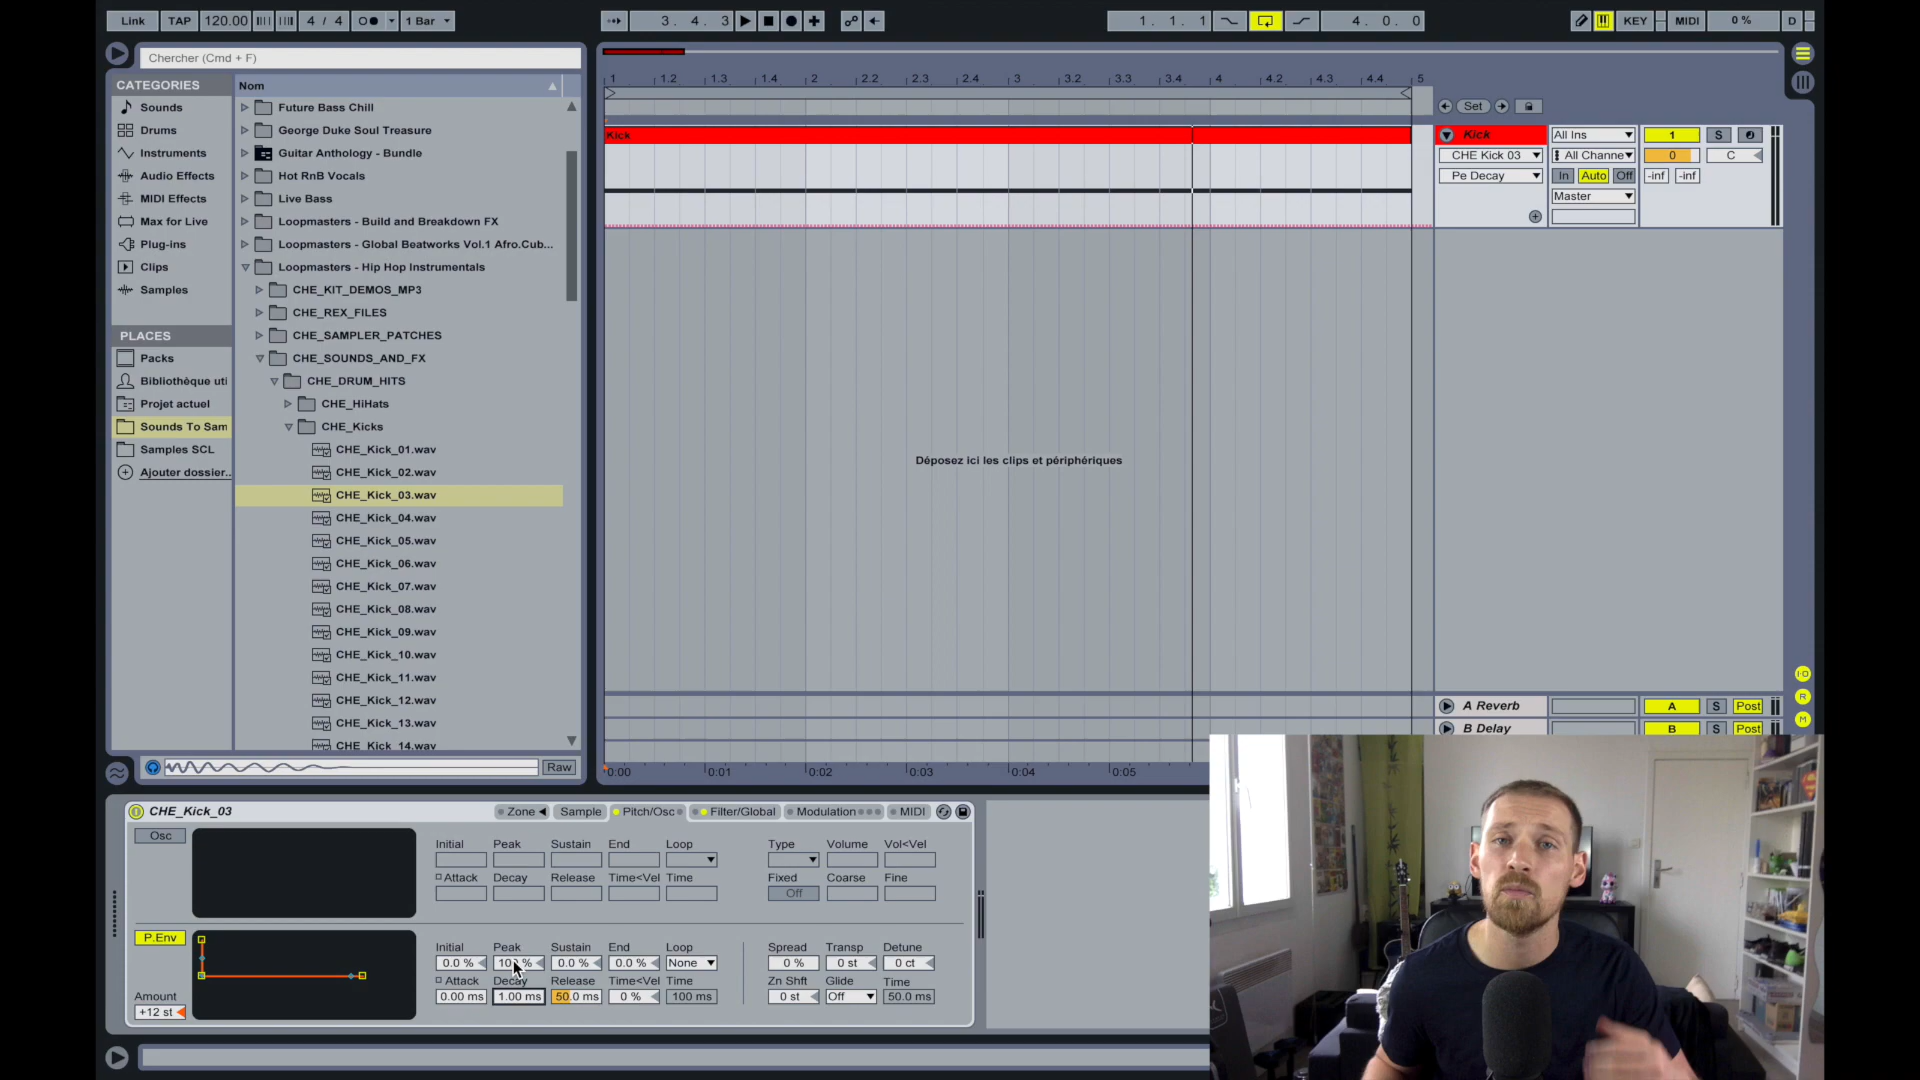 Link TAP 120.00 4 / 4 1 Bar 3. 4. 3 1. 1. 1 4. 0. 0 KEY MIDI 0 % D
Chercher (Cmd + F)
CATEGORIES
Sounds
Drums
Instruments
Audio Effects
MIDI Effects
Max for Live
Plug-ins
Clips
Samples
PLACES
Packs
Bibliothèque uti
Projet actuel
Sounds To Sam
Samples SCL
Ajouter dossier..
Nom
Future Bass Chill
George Duke Soul Treasure
Guitar Anthology - Bundle
Hot RnB Vocals
Live Bass
Loopmasters - Build and Breakdown FX
Loopmasters - Global Beatworks Vol.1 Afro.Cub...
Loopmasters - Hip Hop Instrumentals
CHE_KIT_DEMOS_MP3
CHE_REX_FILES
CHE_SAMPLER_PATCHES
CHE_SOUNDS_AND_FX
CHE_DRUM_HITS
CHE_HiHats
CHE_Kicks
CHE_Kick_01.wav
CHE_Kick_02.wav
CHE_Kick_03.wav
CHE_Kick_04.wav
CHE_Kick_05.wav
CHE_Kick_06.wav
CHE_Kick_07.wav
CHE_Kick_08.wav
CHE_Kick_09.wav
CHE_Kick_10.wav
CHE_Kick_11.wav
CHE_Kick_12.wav
CHE_Kick_13.wav
CHE_Kick_14.wav
Raw
1 1.2 1.3 1.4 2 2.2 2.3 2.4 3 3.2 3.3 3.4 4 4.2 4.3 4.4 5
Set
Kick
Kick All Ins 1 S
CHE Kick 03 All Channe 0 C
Pe Decay In Auto Off -inf -inf
Master
Déposez ici les clips et périphériques
A Reverb A S Post
B Delay B S Post
0:00 0:01 0:02 0:03 0:04 0:05
I·O
R
M
CHE_Kick_03 Zone Sample Pitch/Osc Filter/Global Modulation MIDI
Osc
Initial Peak Sustain End Loop Type Volume Vol<Vel
Attack Decay Release Time<Vel Time Fixed Coarse Fine
Off
P.Env
Initial Peak Sustain End Loop Spread Transp Detune
0.0 % % 0.0 % 0.0 % None 0 % 0 st 0 ct
Attack Decay Release Time<Vel Time Zn Shft Glide Time
Amount 0.00 ms 1.00 ms 50.0 ms 0 % 100 ms 0 st Off 50.0 ms
+12 st